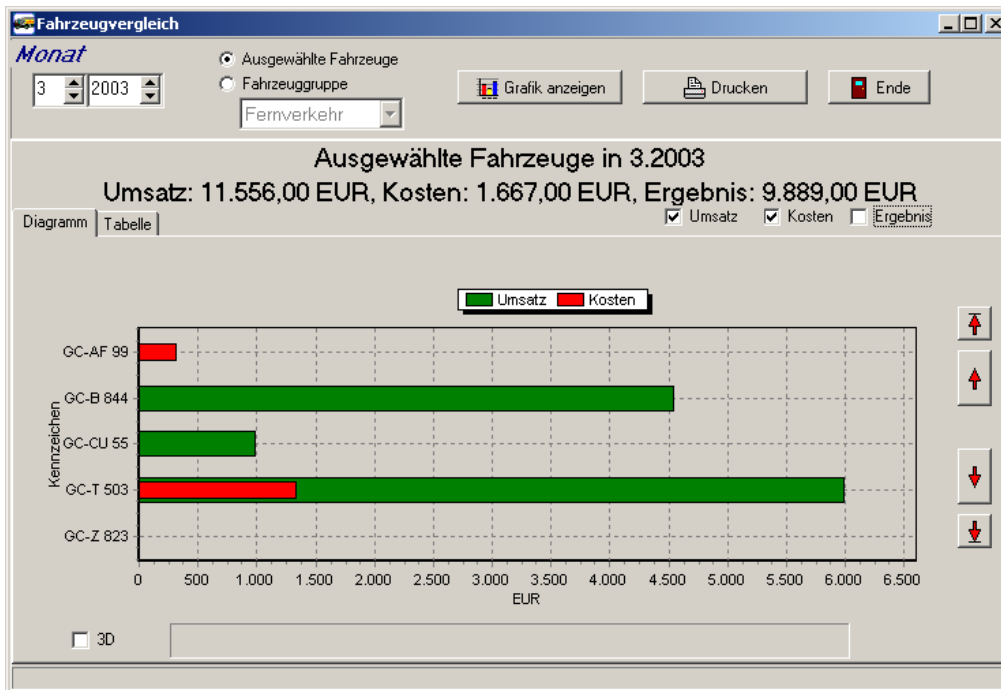 Fahrzeugvergleich
Monat
3 2003
Ausgewählte Fahrzeuge
Fahrzeuggruppe
Fernverkehr
Grafik anzeigen
Drucken
Ende
Ausgewählte Fahrzeuge in 3.2003
Umsatz: 11.556,00 EUR, Kosten: 1.667,00 EUR, Ergebnis: 9.889,00 EUR
Diagramm Tabelle
Umsatz Kosten Ergebnis
Umsatz Kosten
Kennzeichen
GC-AF 99
GC-B 844
GC-CU 55
GC-T 503
GC-Z 823
0 500 1.000 1.500 2.000 2.500 3.000 3.500 4.000 4.500 5.000 5.500 6.000 6.500
EUR
3D